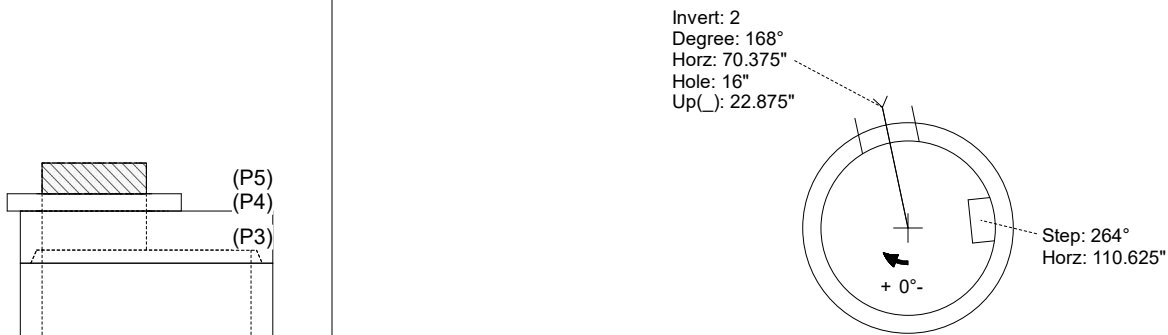 Invert: 2
Degree: 168°
Horz: 70.375"
Hole: 16"
Up(_): 22.875"
(P5)
(P4)
(P3)
Step: 264°
Horz: 110.625"
+ 0°-